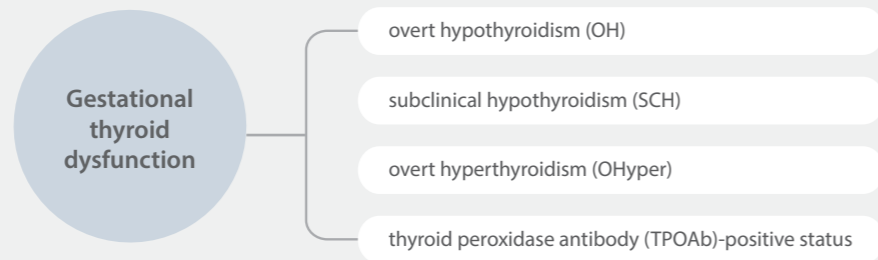 Gestational
thyroid
dysfunction
overt hypothyroidism (OH)
subclinical hypothyroidism (SCH)
overt hyperthyroidism (OHyper)
thyroid peroxidase antibody (TPOAb)-positive status